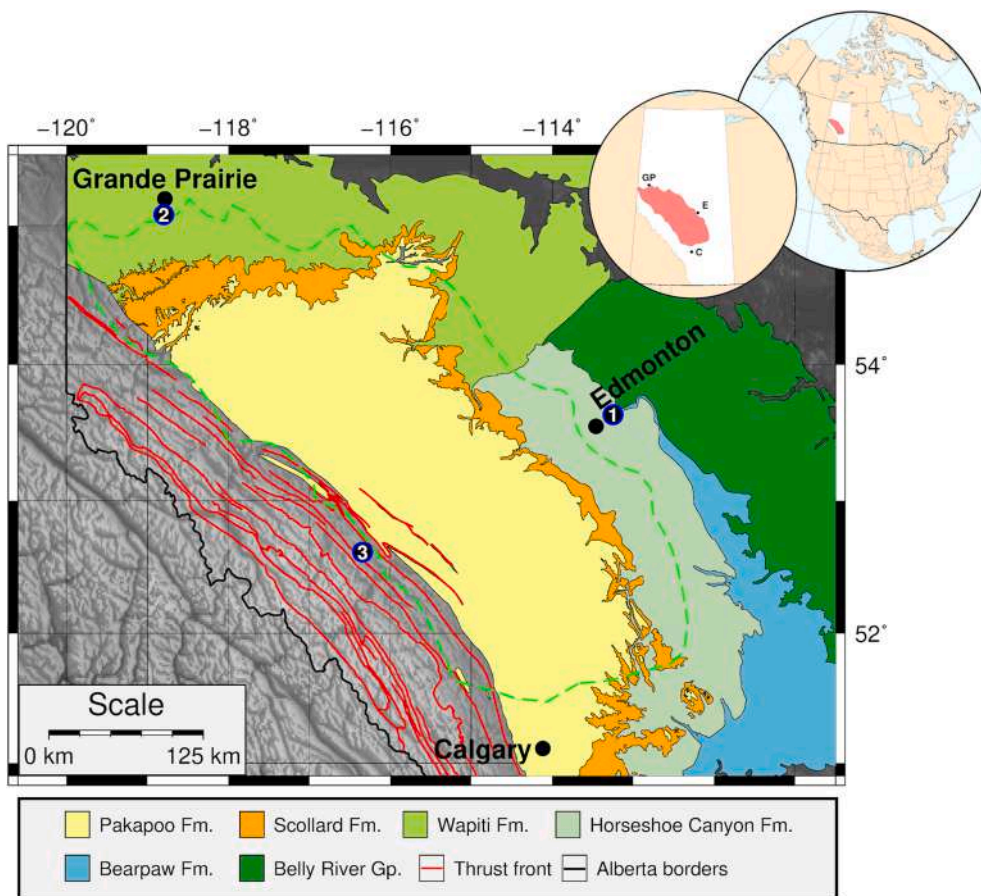 -120°
-118°
-116°
-114°
GP
E
C
Grande Prairie
2
54°
Edmonton
1
3
52°
Scale
0 km
125 km
Calgary
Pakapoo Fm.
Scollard Fm.
Wapiti Fm.
Horseshoe Canyon Fm.
Bearpaw Fm.
Belly River Gp.
Thrust front
Alberta borders